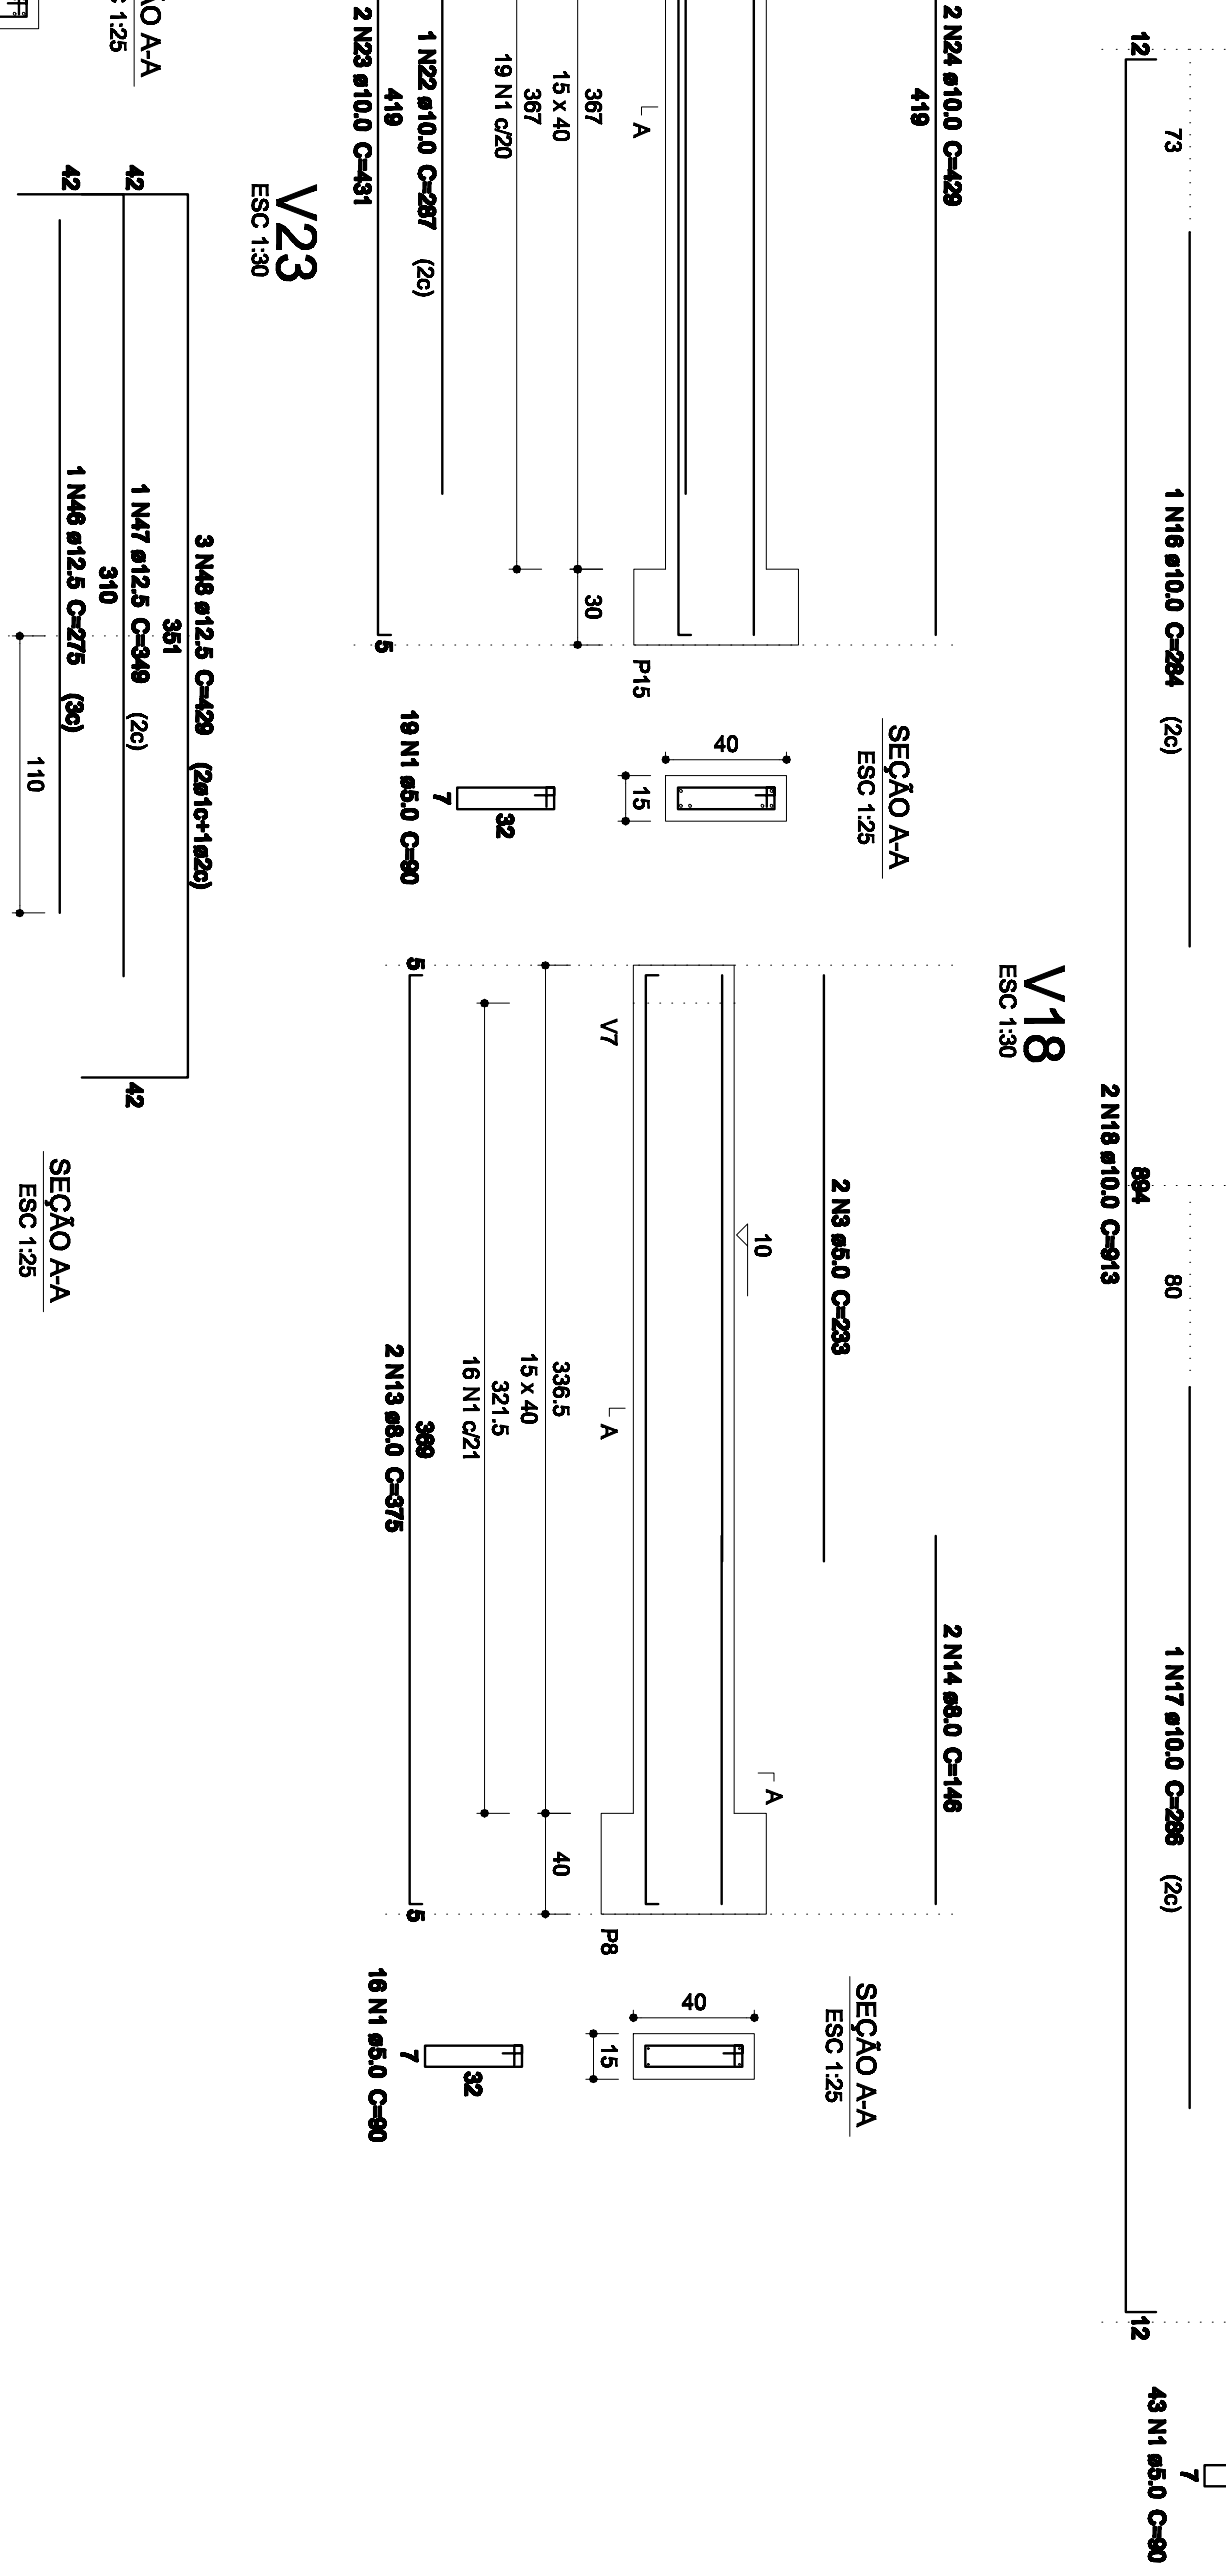 12
73
1 N16 ø10.0 C=284 (2c)
894
2 N18 ø10.0 C=913
80
1 N17 ø10.0 C=286 (2c)
12
43 N1 ø5.0 C=90
7
2 N24 ø10.0 C=429
419
A
367
15 x 40
367
19 N1 c/20
30
P15
1 N22 ø10.0 C=287 (2c)
419
2 N23 ø10.0 C=431
5
SEÇÃO A-A
ESC 1:25
40
15
32
7
19 N1 ø5.0 C=90
V18
ESC 1:30
2 N14 ø8.0 C=146
2 N3 ø5.0 C=233
10
A
V7
A
P8
336.5
15 x 40
321.5
16 N1 c/21
40
5
369
5
2 N13 ø8.0 C=375
SEÇÃO A-A
ESC 1:25
40
15
32
7
16 N1 ø5.0 C=90
V23
ESC 1:30
3 N48 ø12.5 C=429 (2ø1c+1ø2c)
351
42
42
1 N47 ø12.5 C=349 (2c)
310
42
1 N46 ø12.5 C=275 (3c)
110
SEÇÃO A-A
ESC 1:25
ÃO A-A
1:25